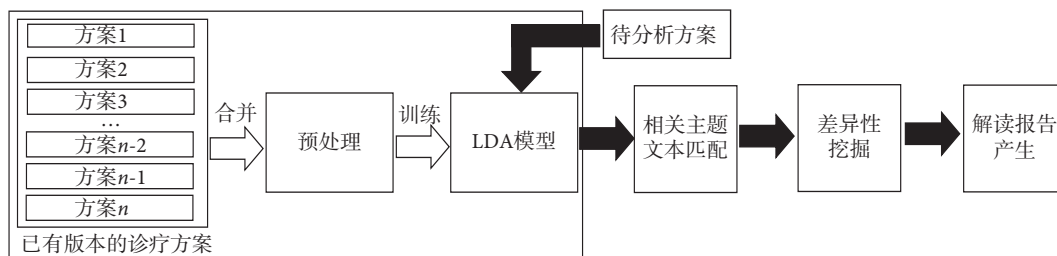 方案1
方案2
方案3
…
方案n-2
方案n-1
方案n
已有版本的诊疗方案
合并
预处理
训练
LDA模型
待分析方案
相关主题
文本匹配
差异性
挖掘
解读报告
产生